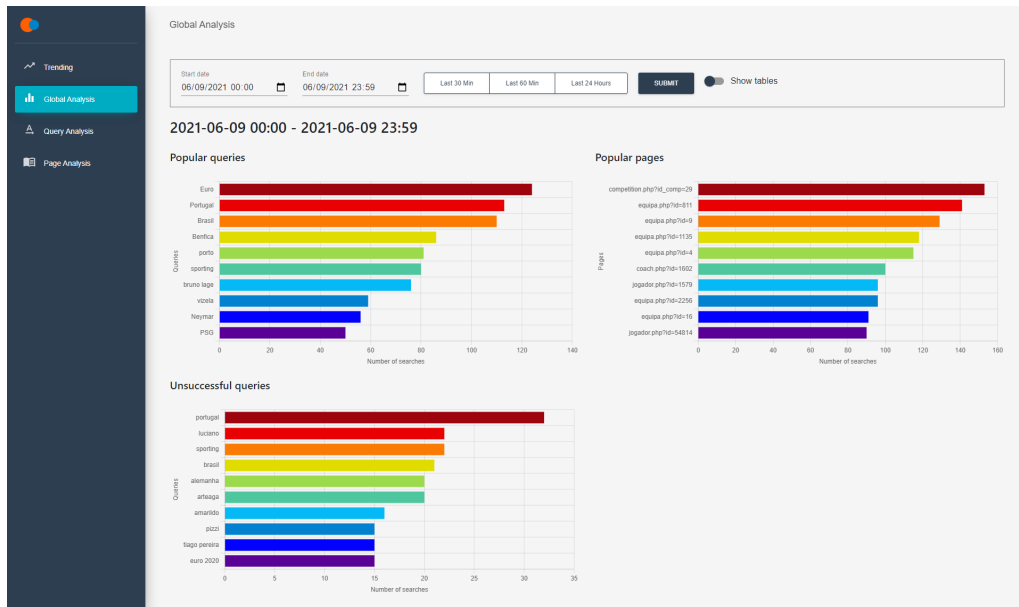 Global Analysis
Trending
Global Analysis
Query Analysis
Page Analysis
Start date
06/09/2021 00:00
End date
06/09/2021 23:59
Last 30 Min
Last 60 Min
Last 24 Hours
SUBMIT
Show tables
2021-06-09 00:00 - 2021-06-09 23:59
Popular queries
Queries
Euro
Portugal
Brasil
Benfica
porto
sporting
bruno lage
vizela
Neymar
PSG
0 20 40 60 80 100 120 140
Number of searches
Popular pages
Pages
competition.php?id_comp=29
equipa.php?id=811
equipa.php?id=9
equipa.php?id=1135
equipa.php?id=4
coach.php?id=1602
jogador.php?id=1579
equipa.php?id=2256
equipa.php?id=16
jogador.php?id=54814
0 20 40 60 80 100 120 140 160
Number of searches
Unsuccessful queries
Queries
portugal
luciano
sporting
brasil
alemanha
arteaga
amarildo
pizzi
tiago pereira
euro 2020
0 5 10 15 20 25 30 35
Number of searches